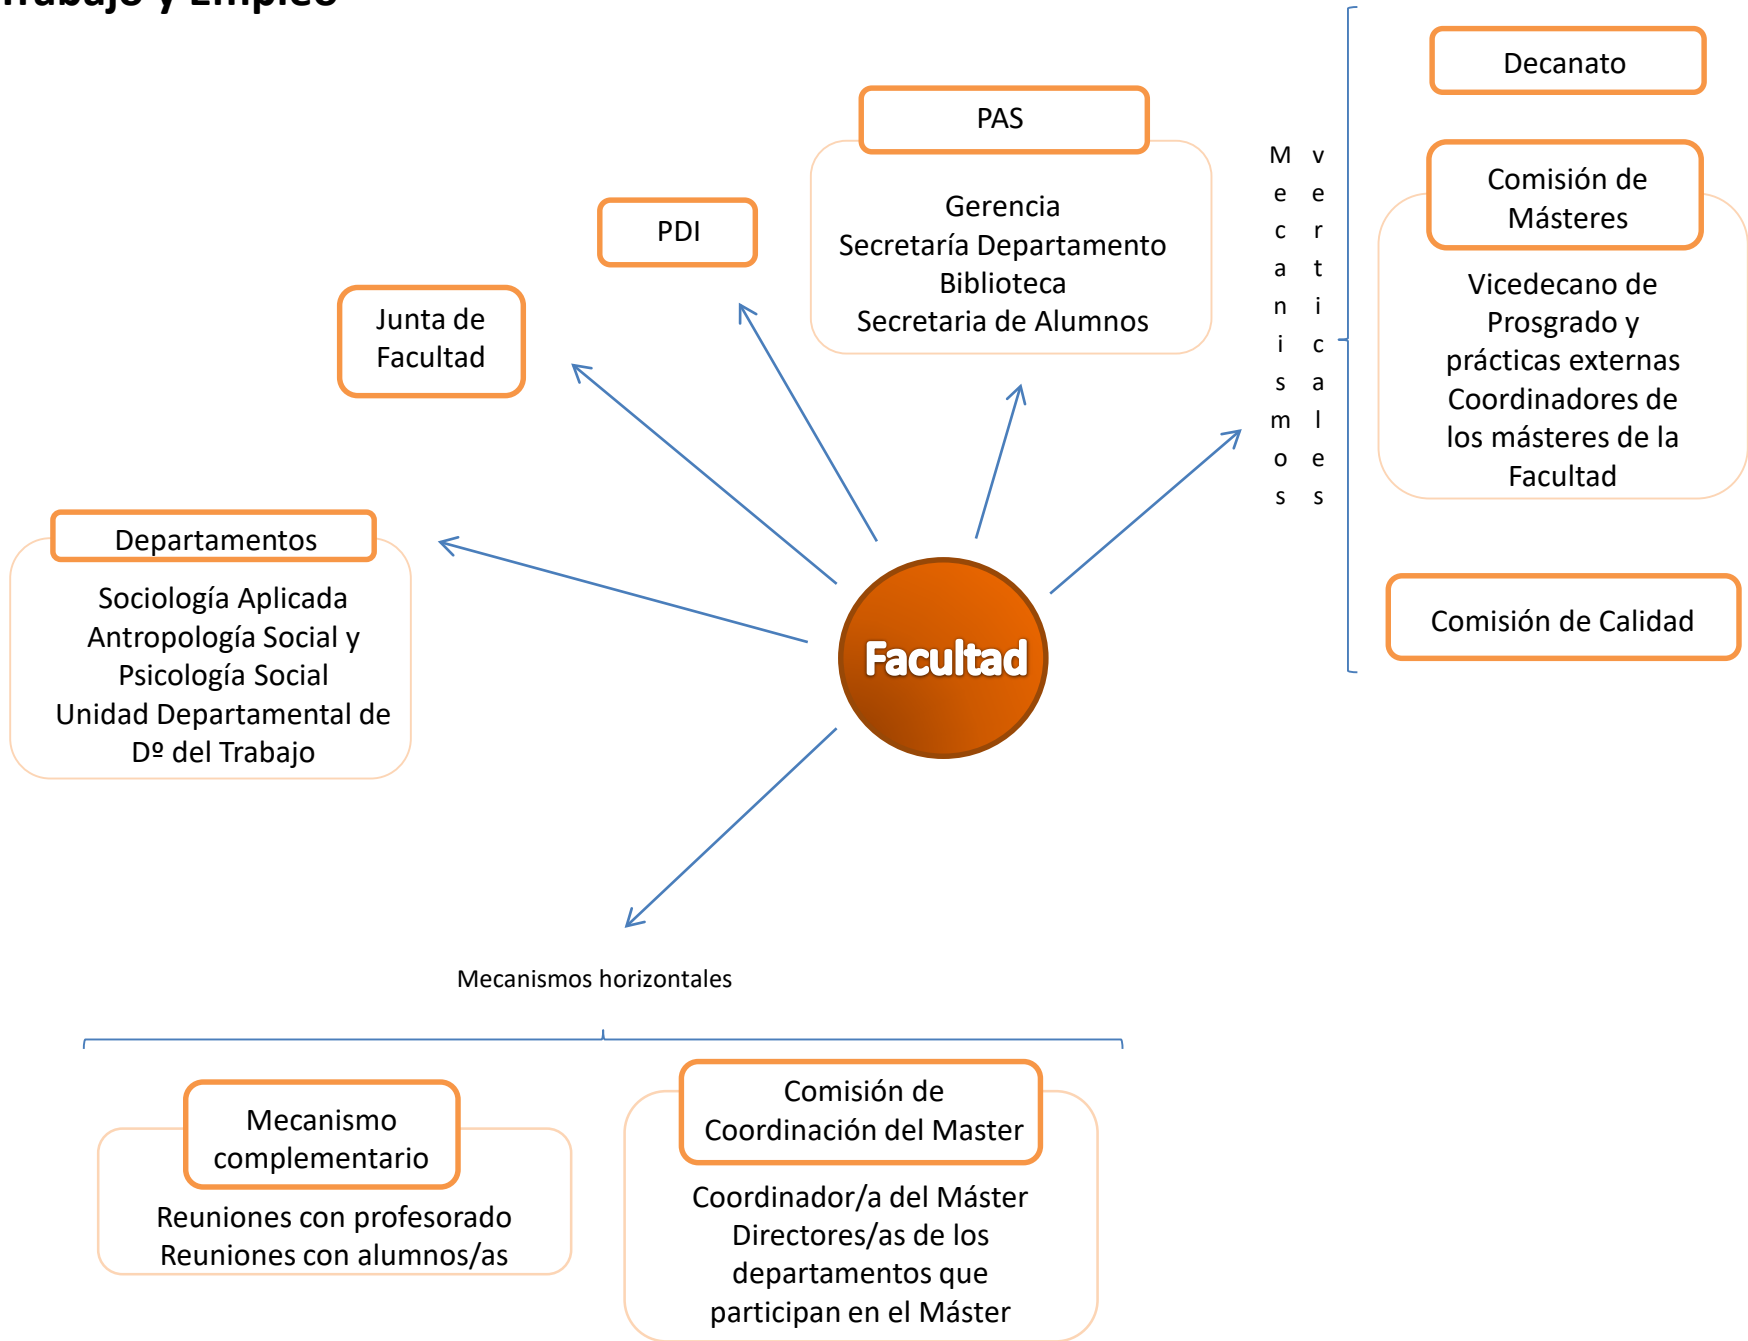 Trabajo y Empleo
Decanato
PAS
Gerencia
Secretaría Departamento
Biblioteca
Secretaria de Alumnos
PDI
Junta de
Facultad
Mecanismos
verticales
Comisión de
Másteres
Vicedecano de
Prosgrado y
prácticas externas
Coordinadores de
los másteres de la
Facultad
Comisión de Calidad
Departamentos
Sociología Aplicada
Antropología Social y
Psicología Social
Unidad Departamental de
Dº del Trabajo
Facultad
Mecanismos horizontales
Mecanismo
complementario
Reuniones con profesorado
Reuniones con alumnos/as
Comisión de
Coordinación del Master
Coordinador/a del Máster
Directores/as de los
departamentos que
participan en el Máster